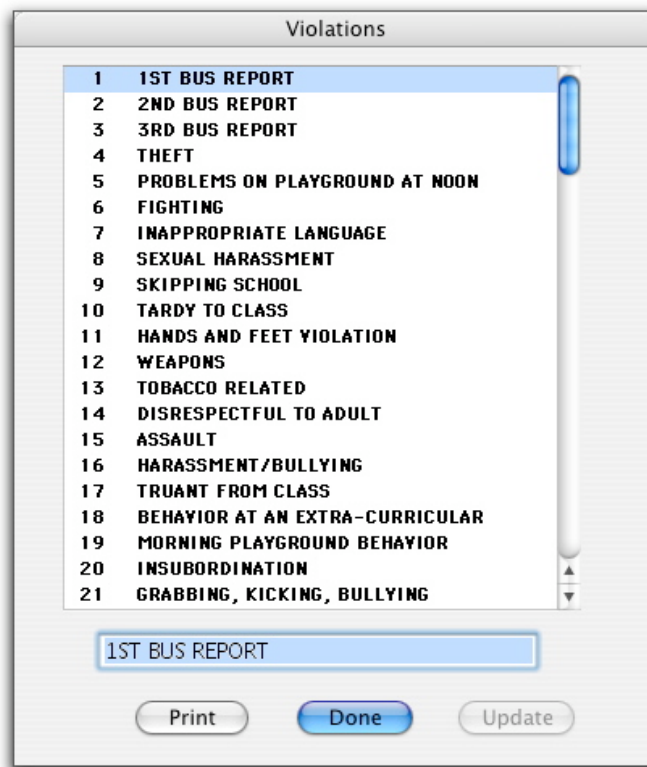 Violations
1 1ST BUS REPORT
2 2ND BUS REPORT
3 3RD BUS REPORT
4 THEFT
5 PROBLEMS ON PLAYGROUND AT NOON
6 FIGHTING
7 INAPPROPRIATE LANGUAGE
8 SEXUAL HARASSMENT
9 SKIPPING SCHOOL
10 TARDY TO CLASS
11 HANDS AND FEET VIOLATION
12 WEAPONS
13 TOBACCO RELATED
14 DISRESPECTFUL TO ADULT
15 ASSAULT
16 HARASSMENT/BULLYING
17 TRUANT FROM CLASS
18 BEHAVIOR AT AN EXTRA-CURRICULAR
19 MORNING PLAYGROUND BEHAVIOR
20 INSUBORDINATION
21 GRABBING, KICKING, BULLYING
1ST BUS REPORT
Print Done Update